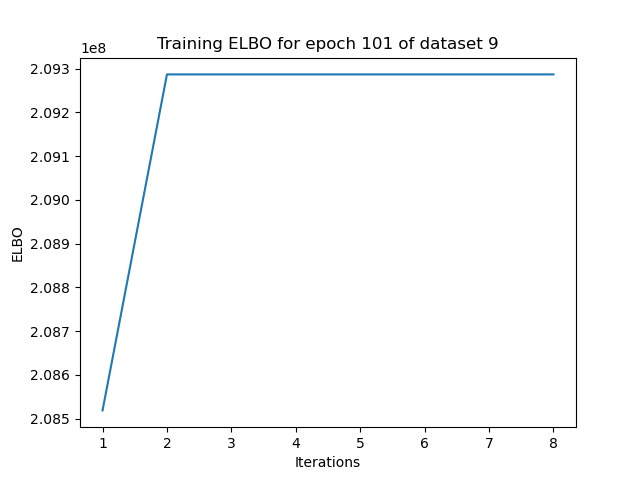 Training ELBO for epoch 101 of dataset 9
1e8
2.093
2.092
2.091
2.090
2.089
2.088
2.087
2.086
2.085
ELBO
1 2 3 4 5 6 7 8
Iterations